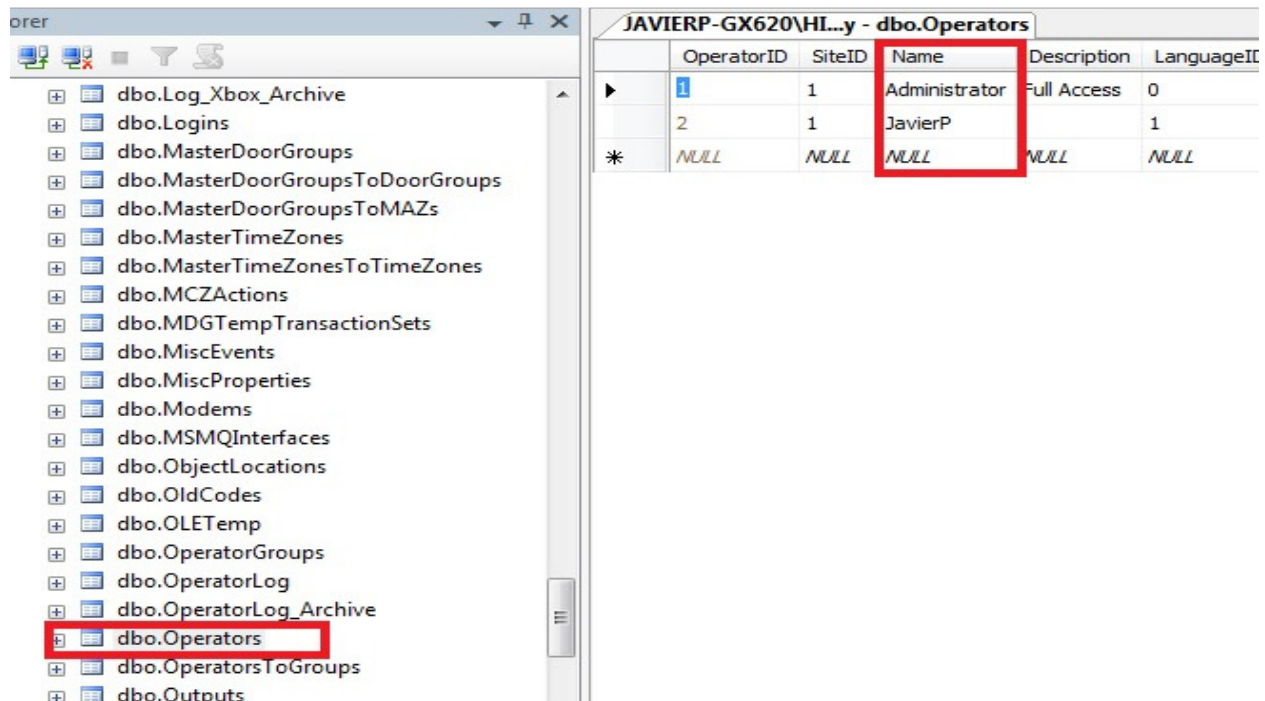 orer
dbo.Log_Xbox_Archive
dbo.Logins
dbo.MasterDoorGroups
dbo.MasterDoorGroupsToDoorGroups
dbo.MasterDoorGroupsToMAZs
dbo.MasterTimeZones
dbo.MasterTimeZonesToTimeZones
dbo.MCZActions
dbo.MDGTempTransactionSets
dbo.MiscEvents
dbo.MiscProperties
dbo.Modems
dbo.MSMQInterfaces
dbo.ObjectLocations
dbo.OldCodes
dbo.OLETemp
dbo.OperatorGroups
dbo.OperatorLog
dbo.OperatorLog_Archive
dbo.Operators
dbo.OperatorsToGroups
dbo.Outputs
JAVIERP-GX620\HI...y - dbo.Operators
OperatorID SiteID Name Description LanguageID
1 1 Administrator Full Access 0
2 1 JavierP 1
NULL NULL NULL NULL NULL